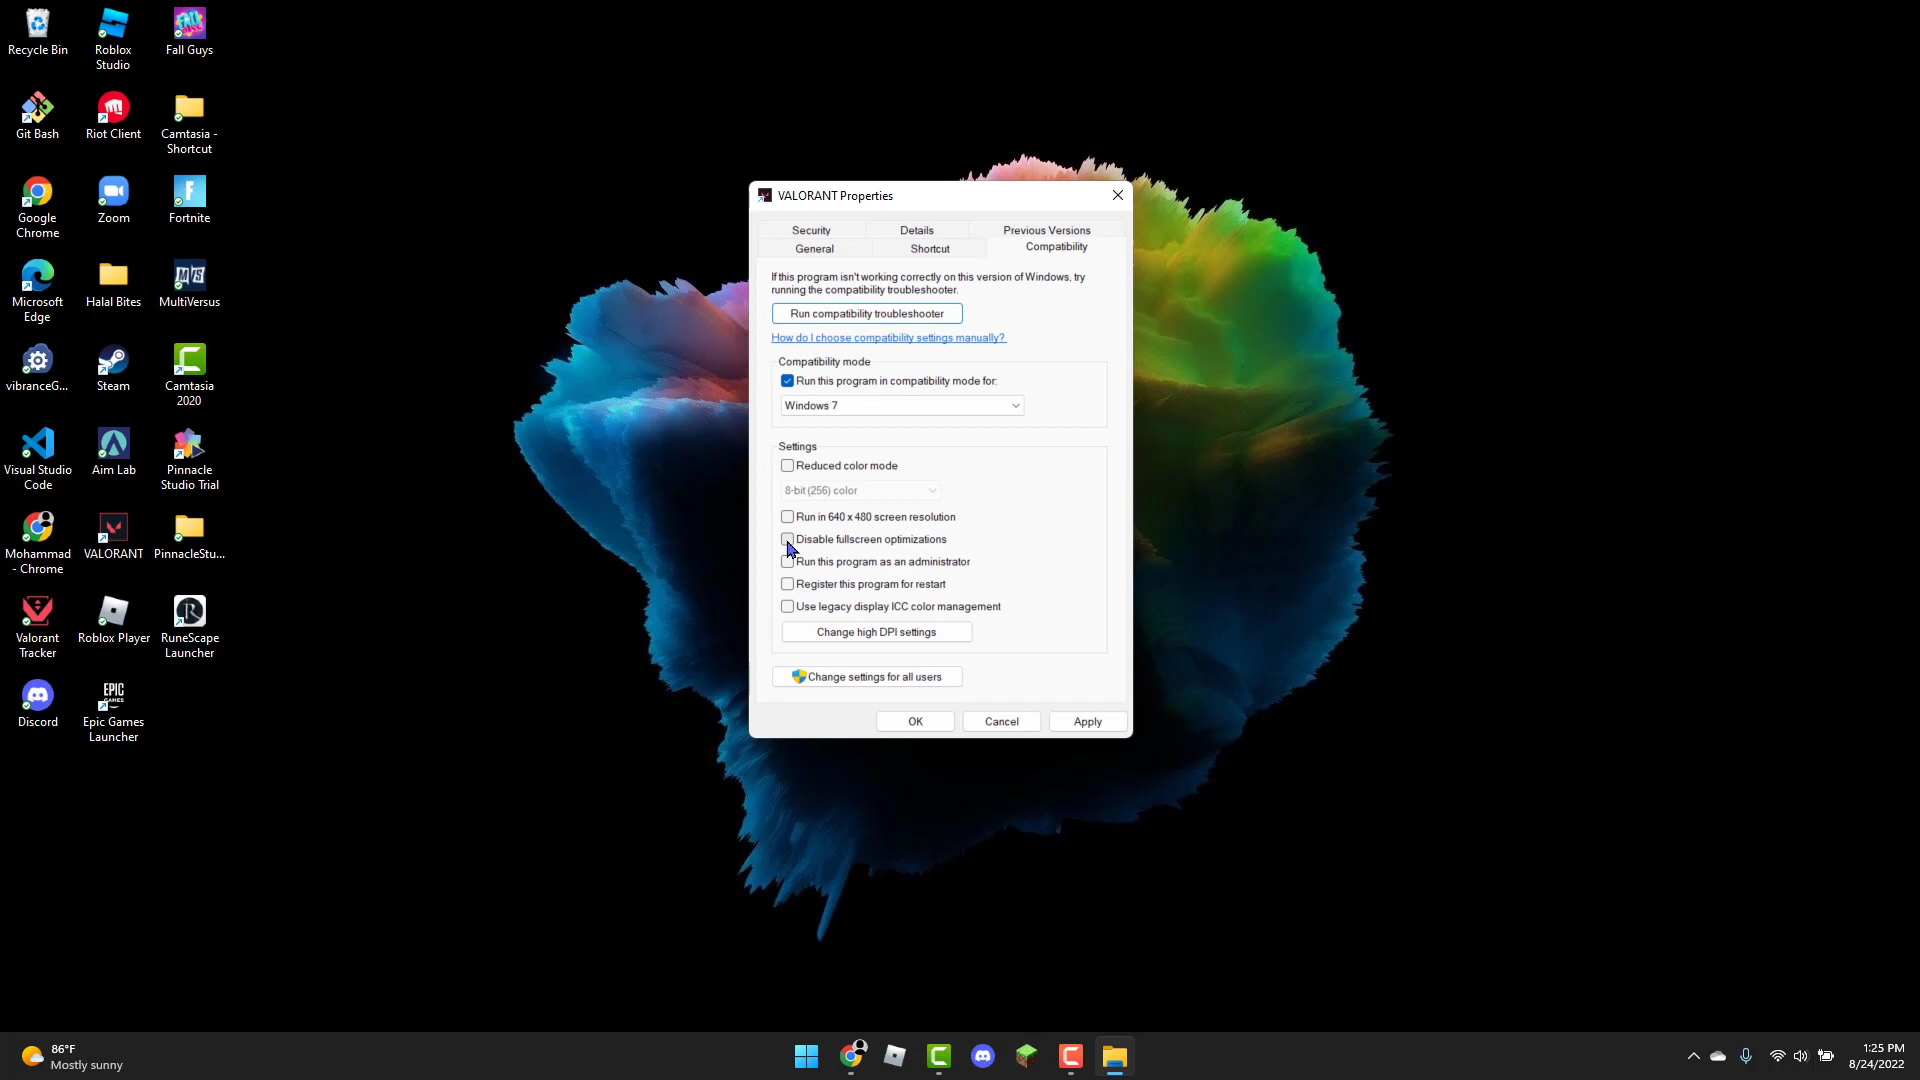 Recycle Bin
Roblox
Studio
Fall Guys
Git Bash
Riot Client
Camtasia -
Shortcut
Google
Chrome
Zoom
Fortnite
Microsoft
Edge
Halal Bites
MultiVersus
vibranceG...
Steam
Camtasia
2020
Visual Studio
Code
Aim Lab
Pinnacle
Studio Trial
Mohammad
- Chrome
VALORANT
PinnacleStu...
Valorant
Tracker
Roblox Player
RuneScape
Launcher
Discord
EPIC
GAMES
Epic Games
Launcher
VALORANT Properties
Security
Details
Previous Versions
General
Shortcut
Compatibility
If this program isn't working correctly on this version of Windows, try
running the compatibility troubleshooter.
Run compatibility troubleshooter
How do I choose compatibility settings manually?
Compatibility mode
Run this program in compatibility mode for:
Windows 7
Settings
Reduced color mode
8-bit (256) color
Run in 640 x 480 screen resolution
Disable fullscreen optimizations
Run this program as an administrator
Register this program for restart
Use legacy display ICC color management
Change high DPI settings
Change settings for all users
OK
Cancel
Apply
86°F
Mostly sunny
1:25 PM
8/24/2022